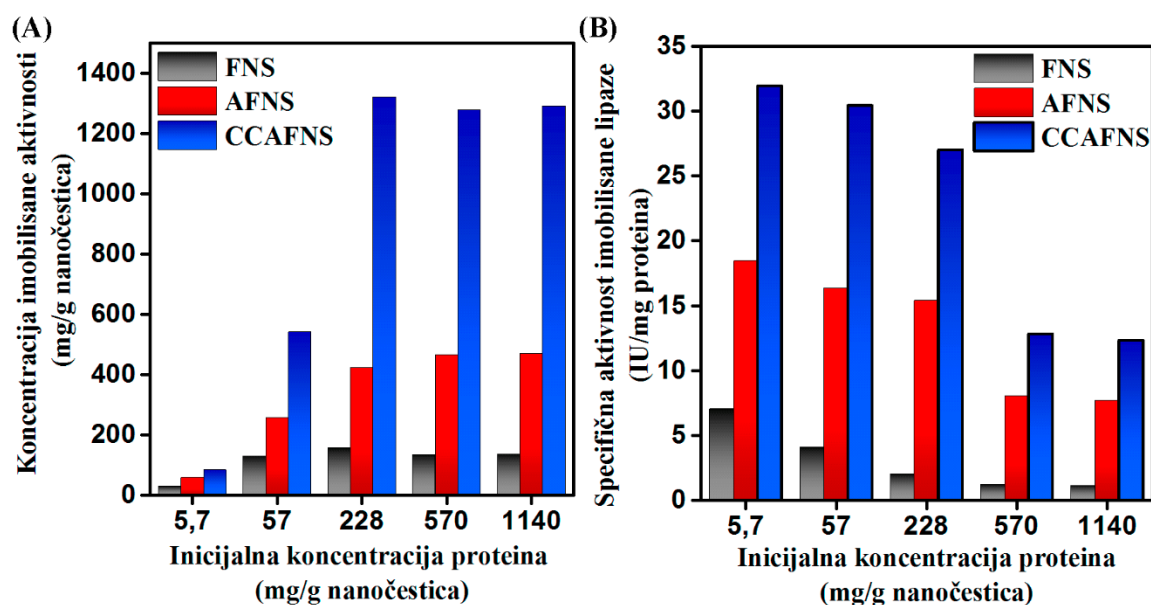 (A)
Koncentracija imobilisane aktivnosti
(mg/g nanočestica)
1400
1200
1000
800
600
400
200
0
FNS
AFNS
CCAFNS
5,7 57 228 570 1140
Inicijalna koncentracija proteina
(mg/g nanočestica)
(B)
Specifična aktivnost imobilisane lipaze
(IU/mg proteina)
35
30
25
20
15
10
5
0
FNS
AFNS
CCAFNS
5,7 57 228 570 1140
Inicijalna koncentracija proteina
(mg/g nanočestica)